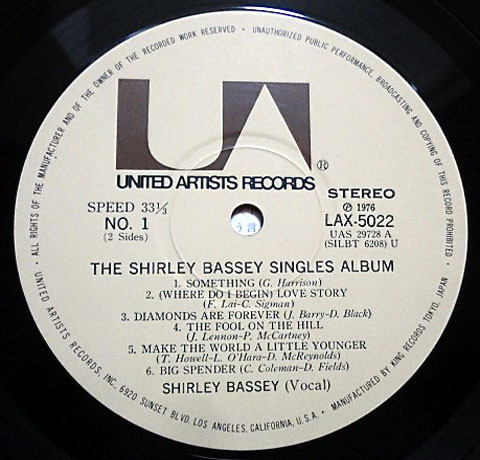 · ALL RIGHTS OF THE MANUFACTURER AND OF THE OWNER OF THE RECORDED WORK RESERVED · UNAUTHORIZED PUBLIC PERFORMANCE, BROADCASTING AND COPYING OF THIS RECORD PROHIBITED ·
UA®
UNITED ARTISTS RECORDS
SPEED 33⅓
NO. 1
(2 Sides)
STEREO
Ⓟ 1976
LAX-5022
UAS 29728 A
(SILBT 6208) U
THE SHIRLEY BASSEY SINGLES ALBUM
1. SOMETHING (G. Harrison)
2. (WHERE DO I BEGIN) LOVE STORY
(F. Lai-C. Sigman)
3. DIAMONDS ARE FOREVER (J. Barry-D. Black)
4. THE FOOL ON THE HILL
(J. Lennon-P. McCartney)
5. MAKE THE WORLD A LITTLE YOUNGER
(T. Howell-L. O'Hara-D. McReynolds)
6. BIG SPENDER (C. Coleman-D. Fields)
SHIRLEY BASSEY (Vocal)
UNITED ARTISTS RECORDS, INC., 6920 SUNSET BLVD, LOS ANGELES, CALIFORNIA, U.S.A. · MANUFACTURED BY KING RECORDS TOKYO, JAPAN